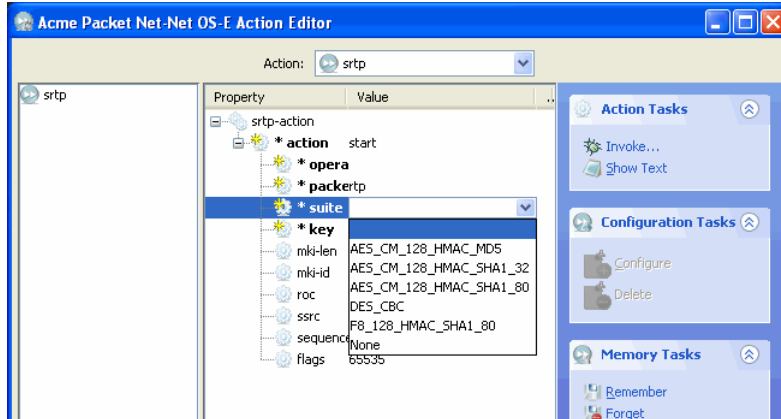 Acme Packet Net-Net OS-E Action Editor
Action: srtp
srtp
Property Value ..
srtp-action
* action start
* opera
* packe rtp
* suite
* key
mki-len
mki-id
roc
ssrc
sequence
flags 65535
AES_CM_128_HMAC_MD5
AES_CM_128_HMAC_SHA1_32
AES_CM_128_HMAC_SHA1_80
DES_CBC
F8_128_HMAC_SHA1_80
None
Action Tasks
Invoke...
Show Text
Configuration Tasks
Configure
Delete
Memory Tasks
Remember
Forget